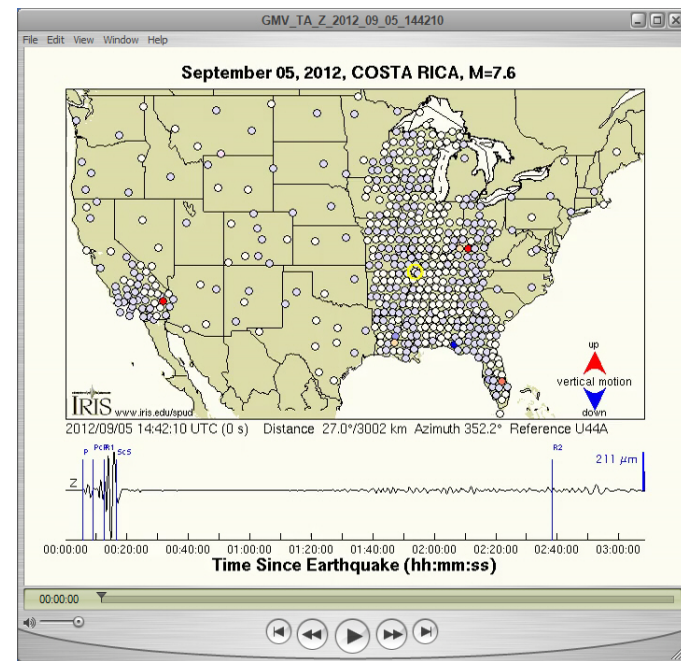 GMV_TA_Z_2012_09_05_144210
File Edit View Window Help
September 05, 2012, COSTA RICA, M=7.6
up
vertical motion
down
IRIS www.iris.edu/spud
2012/09/05 14:42:10 UTC (0 s) Distance 27.0°/3002 km Azimuth 352.2° Reference U44A
P PcP R1 ScS R2 211 µm
Z
00:00:00 00:20:00 00:40:00 01:00:00 01:20:00 01:40:00 02:00:00 02:20:00 02:40:00 03:00:00
Time Since Earthquake (hh:mm:ss)
00:00:00